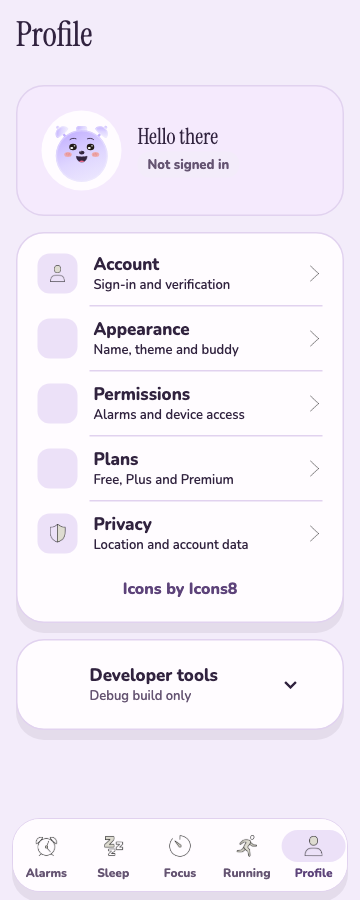 Profile
Hello there
Not signed in
Account
Sign-in and verification
Appearance
Name, theme and buddy
Permissions
Alarms and device access
Plans
Free, Plus and Premium
Privacy
Location and account data
Icons by Icons8
Developer tools
Debug build only
Alarms Sleep Focus Running Profile